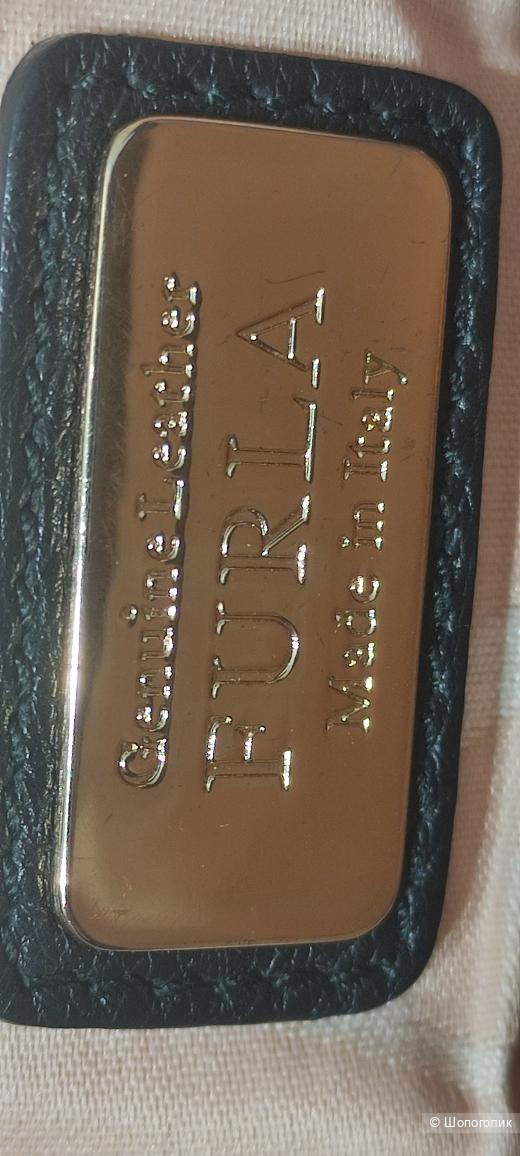 Genuine Leather
FURLA
Made in Italy
© Шопоголик